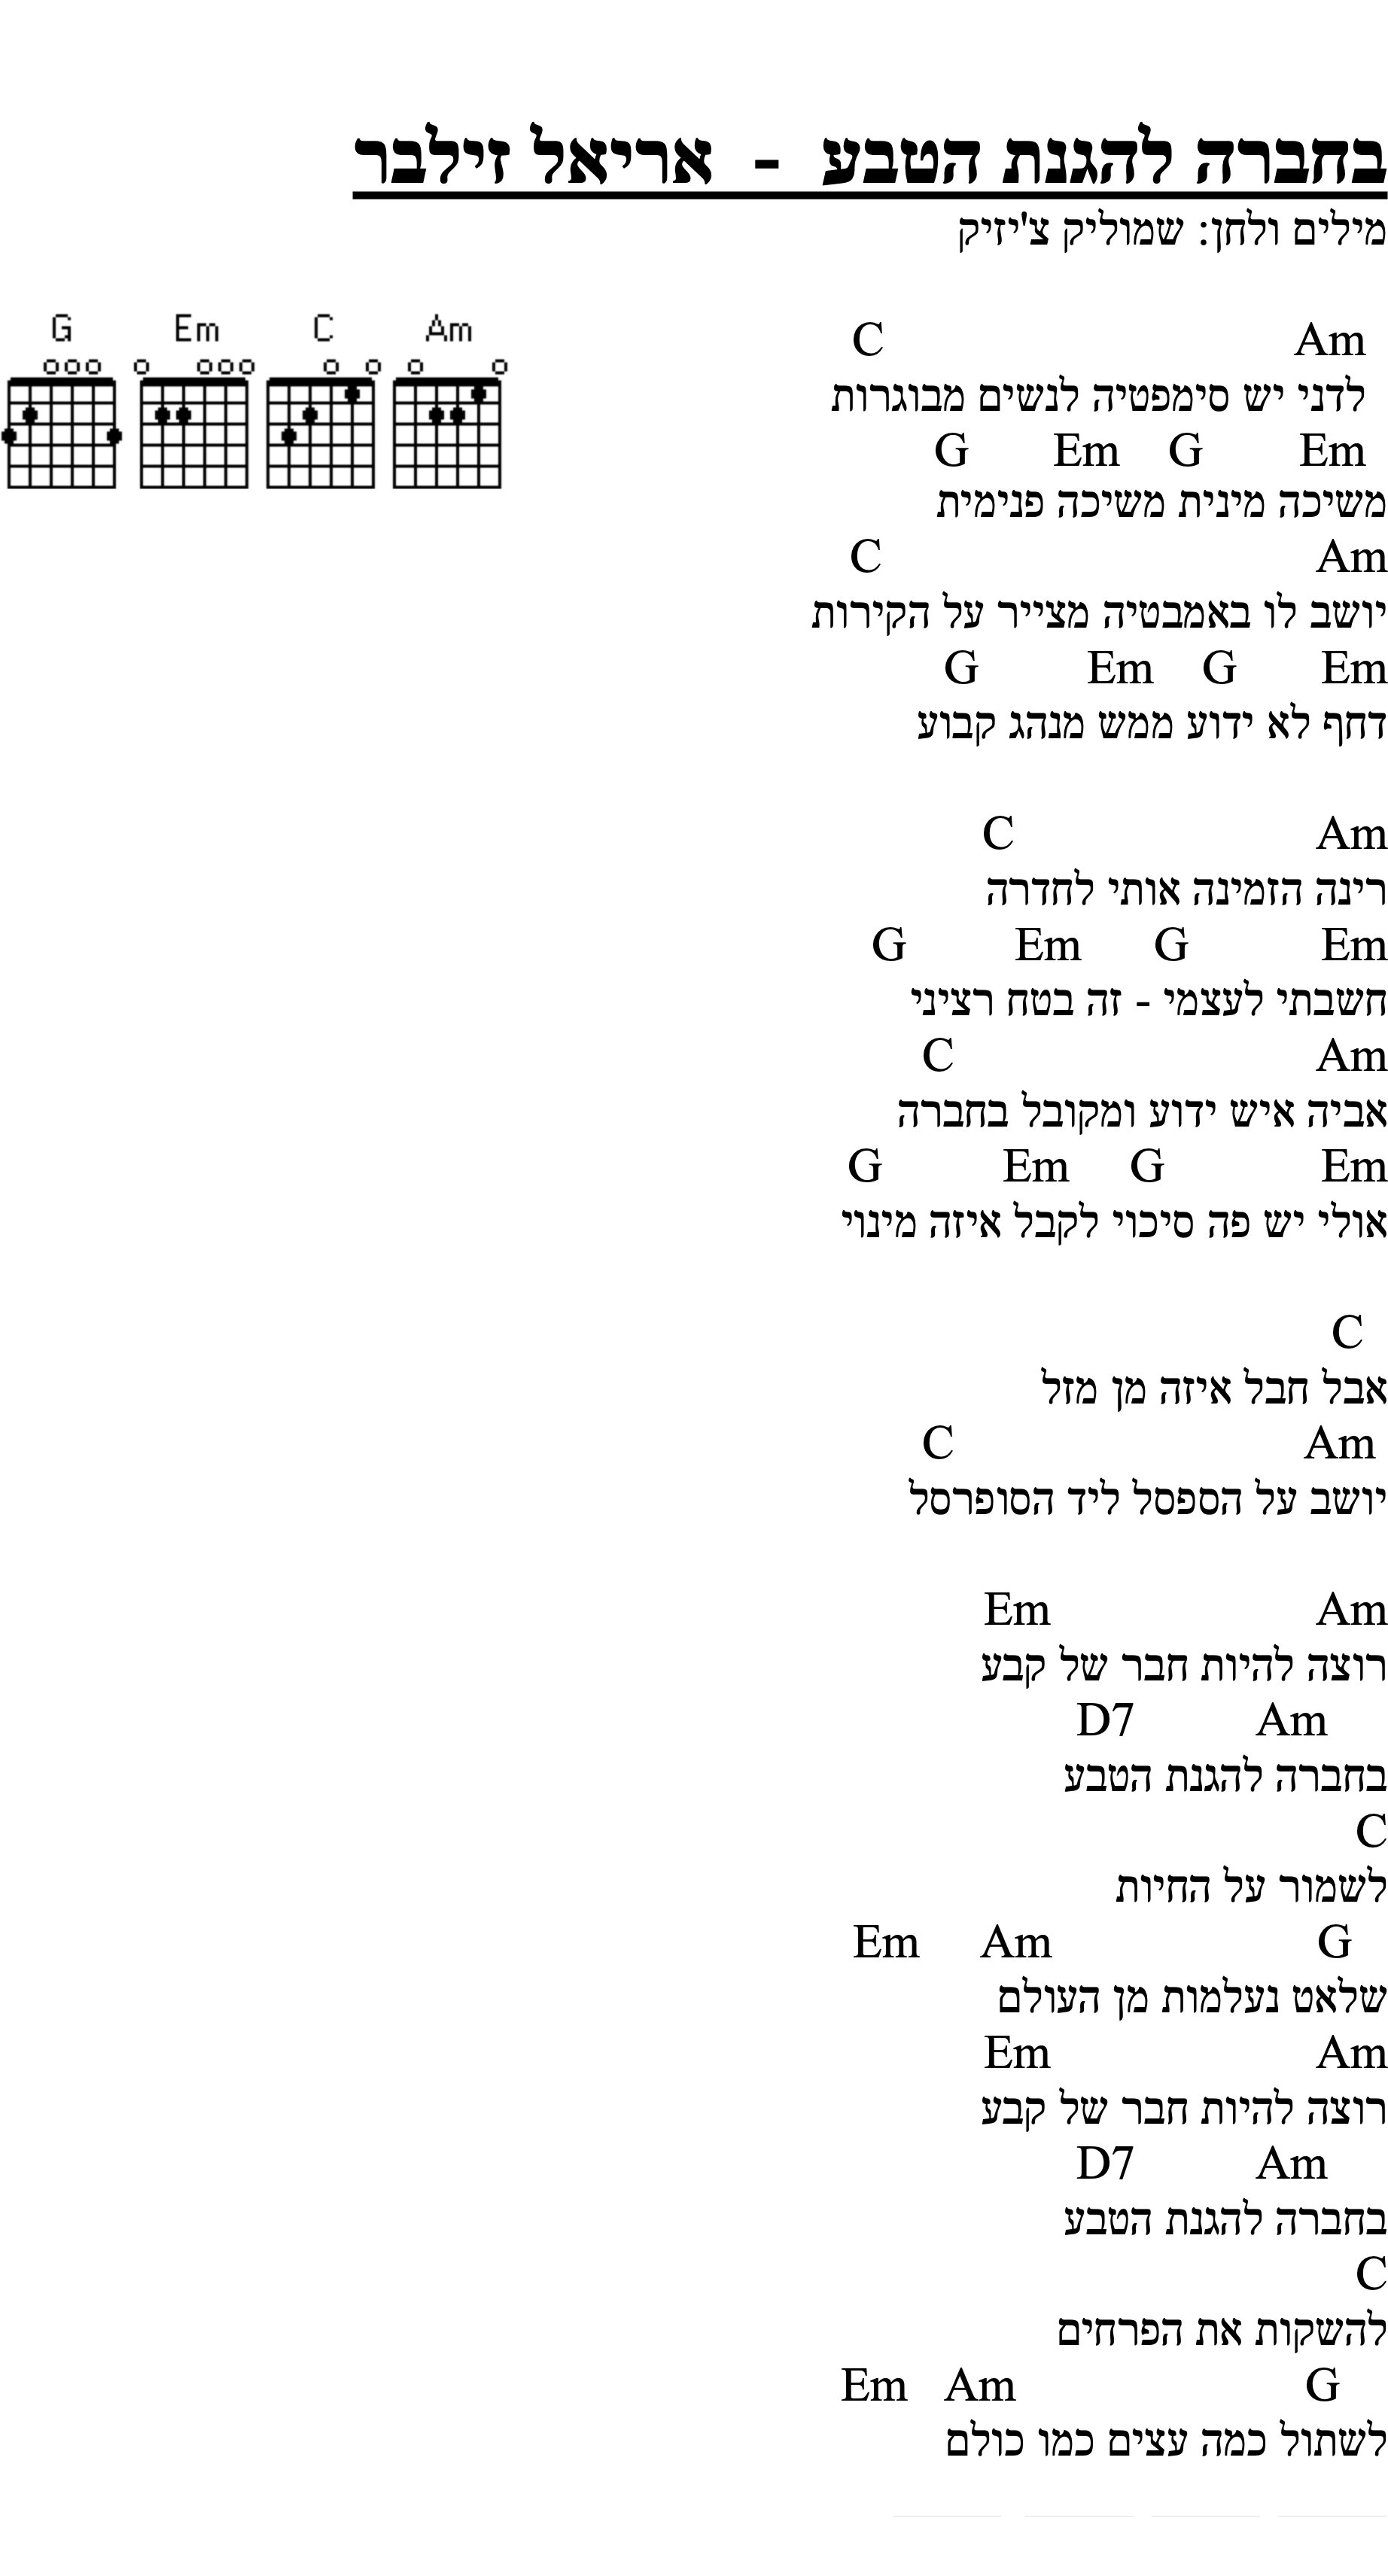 בחברה להגנת הטבע - אריאל זילבר
מילים ולחן: שמוליק צ'יזיק
G Em C Am
Am C
לדני יש סימפטיה לנשים מבוגרות
Em G Em G
משיכה מינית משיכה פנימית
Am C
יושב לו באמבטיה מצייר על הקירות
Em G Em G
דחף לא ידוע ממש מנהג קבוע
Am C
רינה הזמינה אותי לחדרה
Em G Em G
חשבתי לעצמי - זה בטח רציני
Am C
אביה איש ידוע ומקובל בחברה
Em G Em G
אולי יש פה סיכוי לקבל איזה מינוי
C
אבל חבל איזה מן מזל
Am C
יושב על הספסל ליד הסופרסל
Am Em
רוצה להיות חבר של קבע
Am D7
בחברה להגנת הטבע
C
לשמור על החיות
G Am Em
שלאט נעלמות מן העולם
Am Em
רוצה להיות חבר של קבע
Am D7
בחברה להגנת הטבע
C
להשקות את הפרחים
G Am Em
לשתול כמה עצים כמו כולם